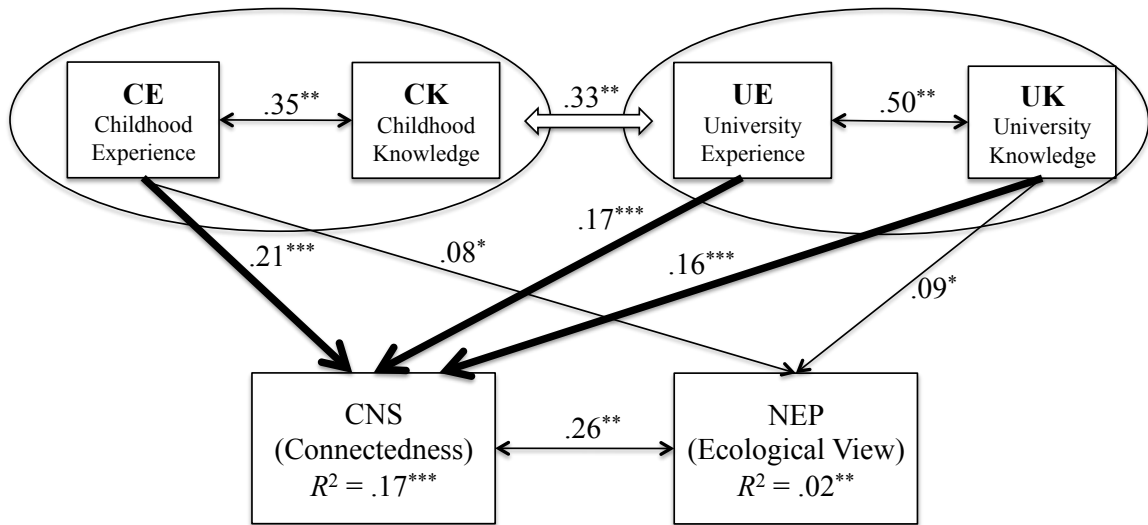 CE
Childhood
Experience
.35**
CK
Childhood
Knowledge
.33**
UE
University
Experience
.50**
UK
University
Knowledge
.21***
.08*
.17***
.16***
.09*
CNS
(Connectedness)
R² = .17***
.26**
NEP
(Ecological View)
R² = .02**